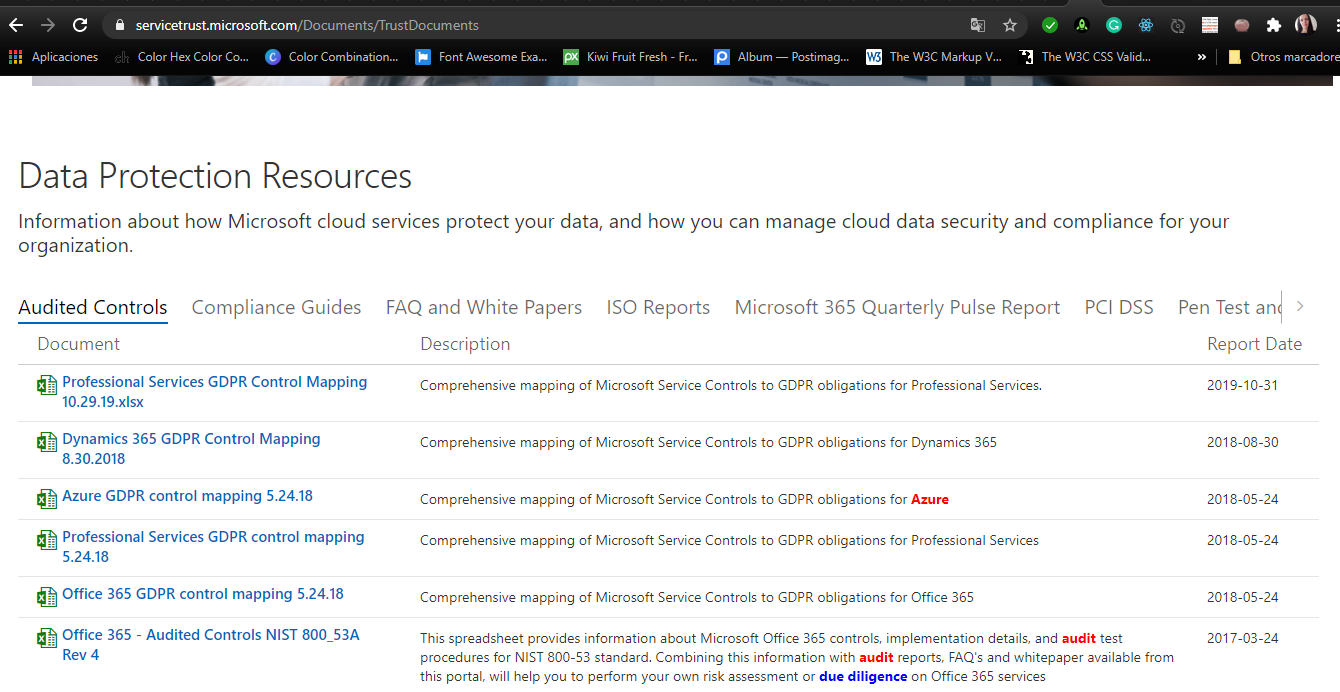 servicetrust.microsoft.com/Documents/TrustDocuments
Aplicaciones
Color Hex Color Co...
Color Combination...
Font Awesome Exa...
Kiwi Fruit Fresh - Fr...
Album — Postimag...
The W3C Markup V...
The W3C CSS Valid...
»
Otros marcadore
Data Protection Resources
Information about how Microsoft cloud services protect your data, and how you can manage cloud data security and compliance for your
organization.
Audited Controls Compliance Guides FAQ and White Papers ISO Reports Microsoft 365 Quarterly Pulse Report PCI DSS Pen Test and
Document Description Report Date
Professional Services GDPR Control Mapping
10.29.19.xlsx
Comprehensive mapping of Microsoft Service Controls to GDPR obligations for Professional Services.
2019-10-31
Dynamics 365 GDPR Control Mapping
8.30.2018
Comprehensive mapping of Microsoft Service Controls to GDPR obligations for Dynamics 365
2018-08-30
Azure GDPR control mapping 5.24.18
Comprehensive mapping of Microsoft Service Controls to GDPR obligations for Azure
2018-05-24
Professional Services GDPR control mapping
5.24.18
Comprehensive mapping of Microsoft Service Controls to GDPR obligations for Professional Services
2018-05-24
Office 365 GDPR control mapping 5.24.18
Comprehensive mapping of Microsoft Service Controls to GDPR obligations for Office 365
2018-05-24
Office 365 - Audited Controls NIST 800_53A
Rev 4
This spreadsheet provides information about Microsoft Office 365 controls, implementation details, and audit test
procedures for NIST 800-53 standard. Combining this information with audit reports, FAQ's and whitepaper available from
this portal, will help you to perform your own risk assessment or due diligence on Office 365 services
2017-03-24